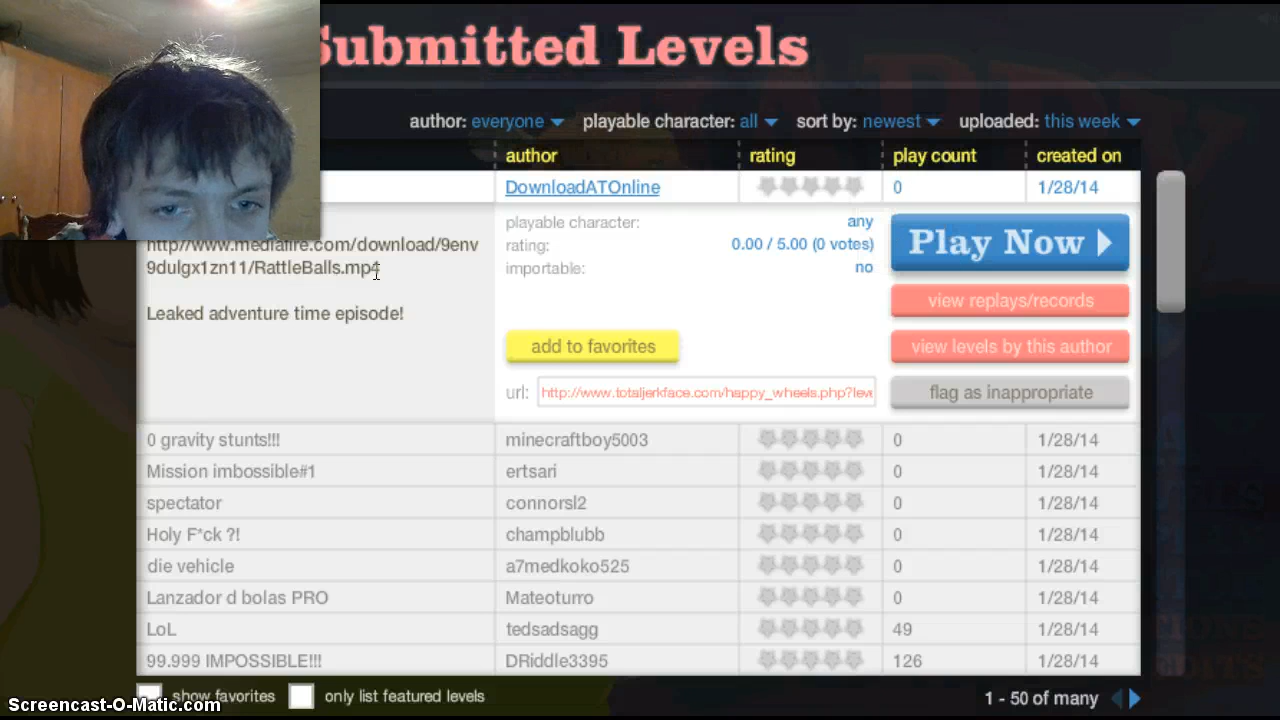 Submitted Levels
author: everyone playable character: all sort by: newest uploaded: this week
author rating play count created on
DownloadATOnline 0 1/28/14
http://www.mediafire.com/download/9env
9dulgx1zn11/RattleBalls.mp4
Leaked adventure time episode!
playable character: any
rating: 0.00 / 5.00 (0 votes)
importable: no
add to favorites
url: http://www.totaljerkface.com/happy_wheels.php?leve
Play Now
view replays/records
view levels by this author
flag as inappropriate
0 gravity stunts!!! minecraftboy5003 0 1/28/14
Mission imbossible#1 ertsari 0 1/28/14
spectator connorsl2 0 1/28/14
Holy F*ck ?! champblubb 0 1/28/14
die vehicle a7medkoko525 0 1/28/14
Lanzador d bolas PRO Mateoturro 0 1/28/14
LoL tedsadsagg 49 1/28/14
99.999 IMPOSSIBLE!!! DRiddle3395 126 1/28/14
show favorites only list featured levels 1 - 50 of many
Screencast-O-Matic.com